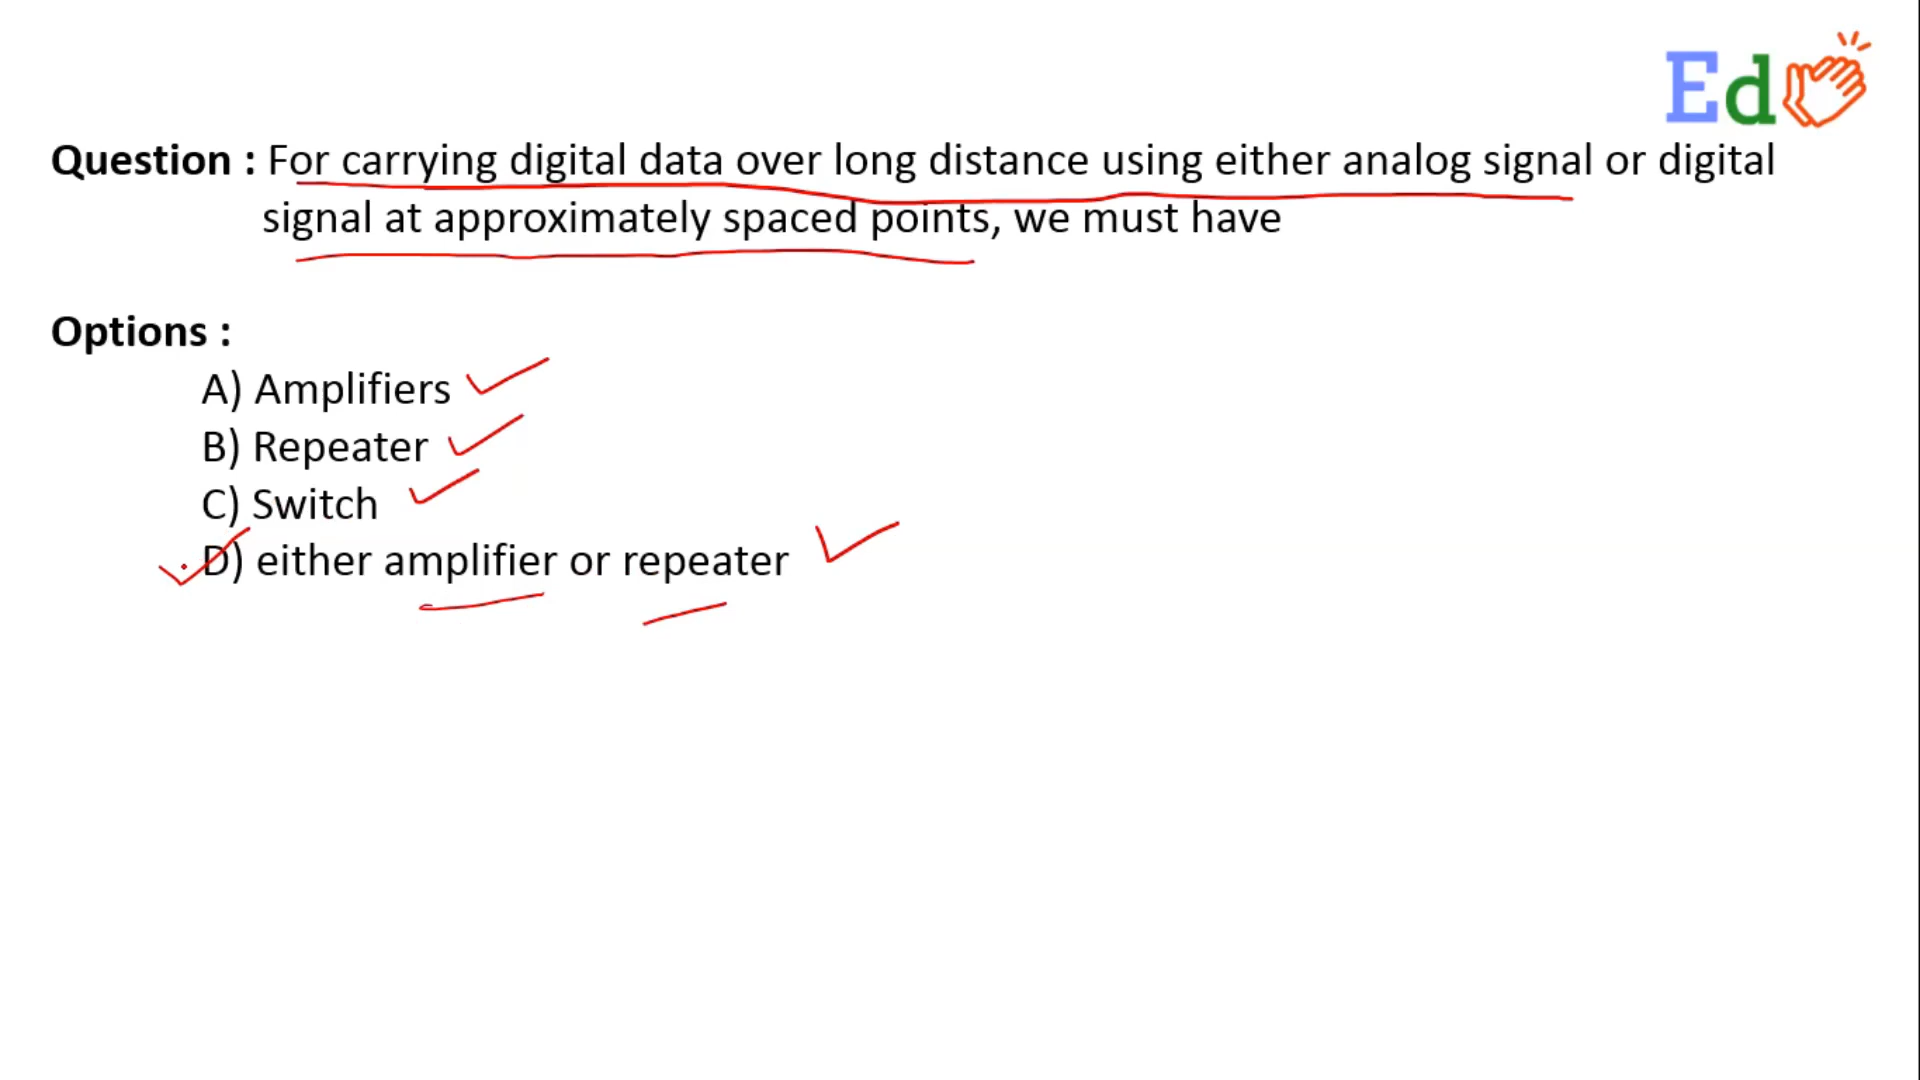 Ed
Question : For carrying digital data over long distance using either analog signal or digital
signal at approximately spaced points, we must have
Options :
A) Amplifiers
B) Repeater
C) Switch
D) either amplifier or repeater